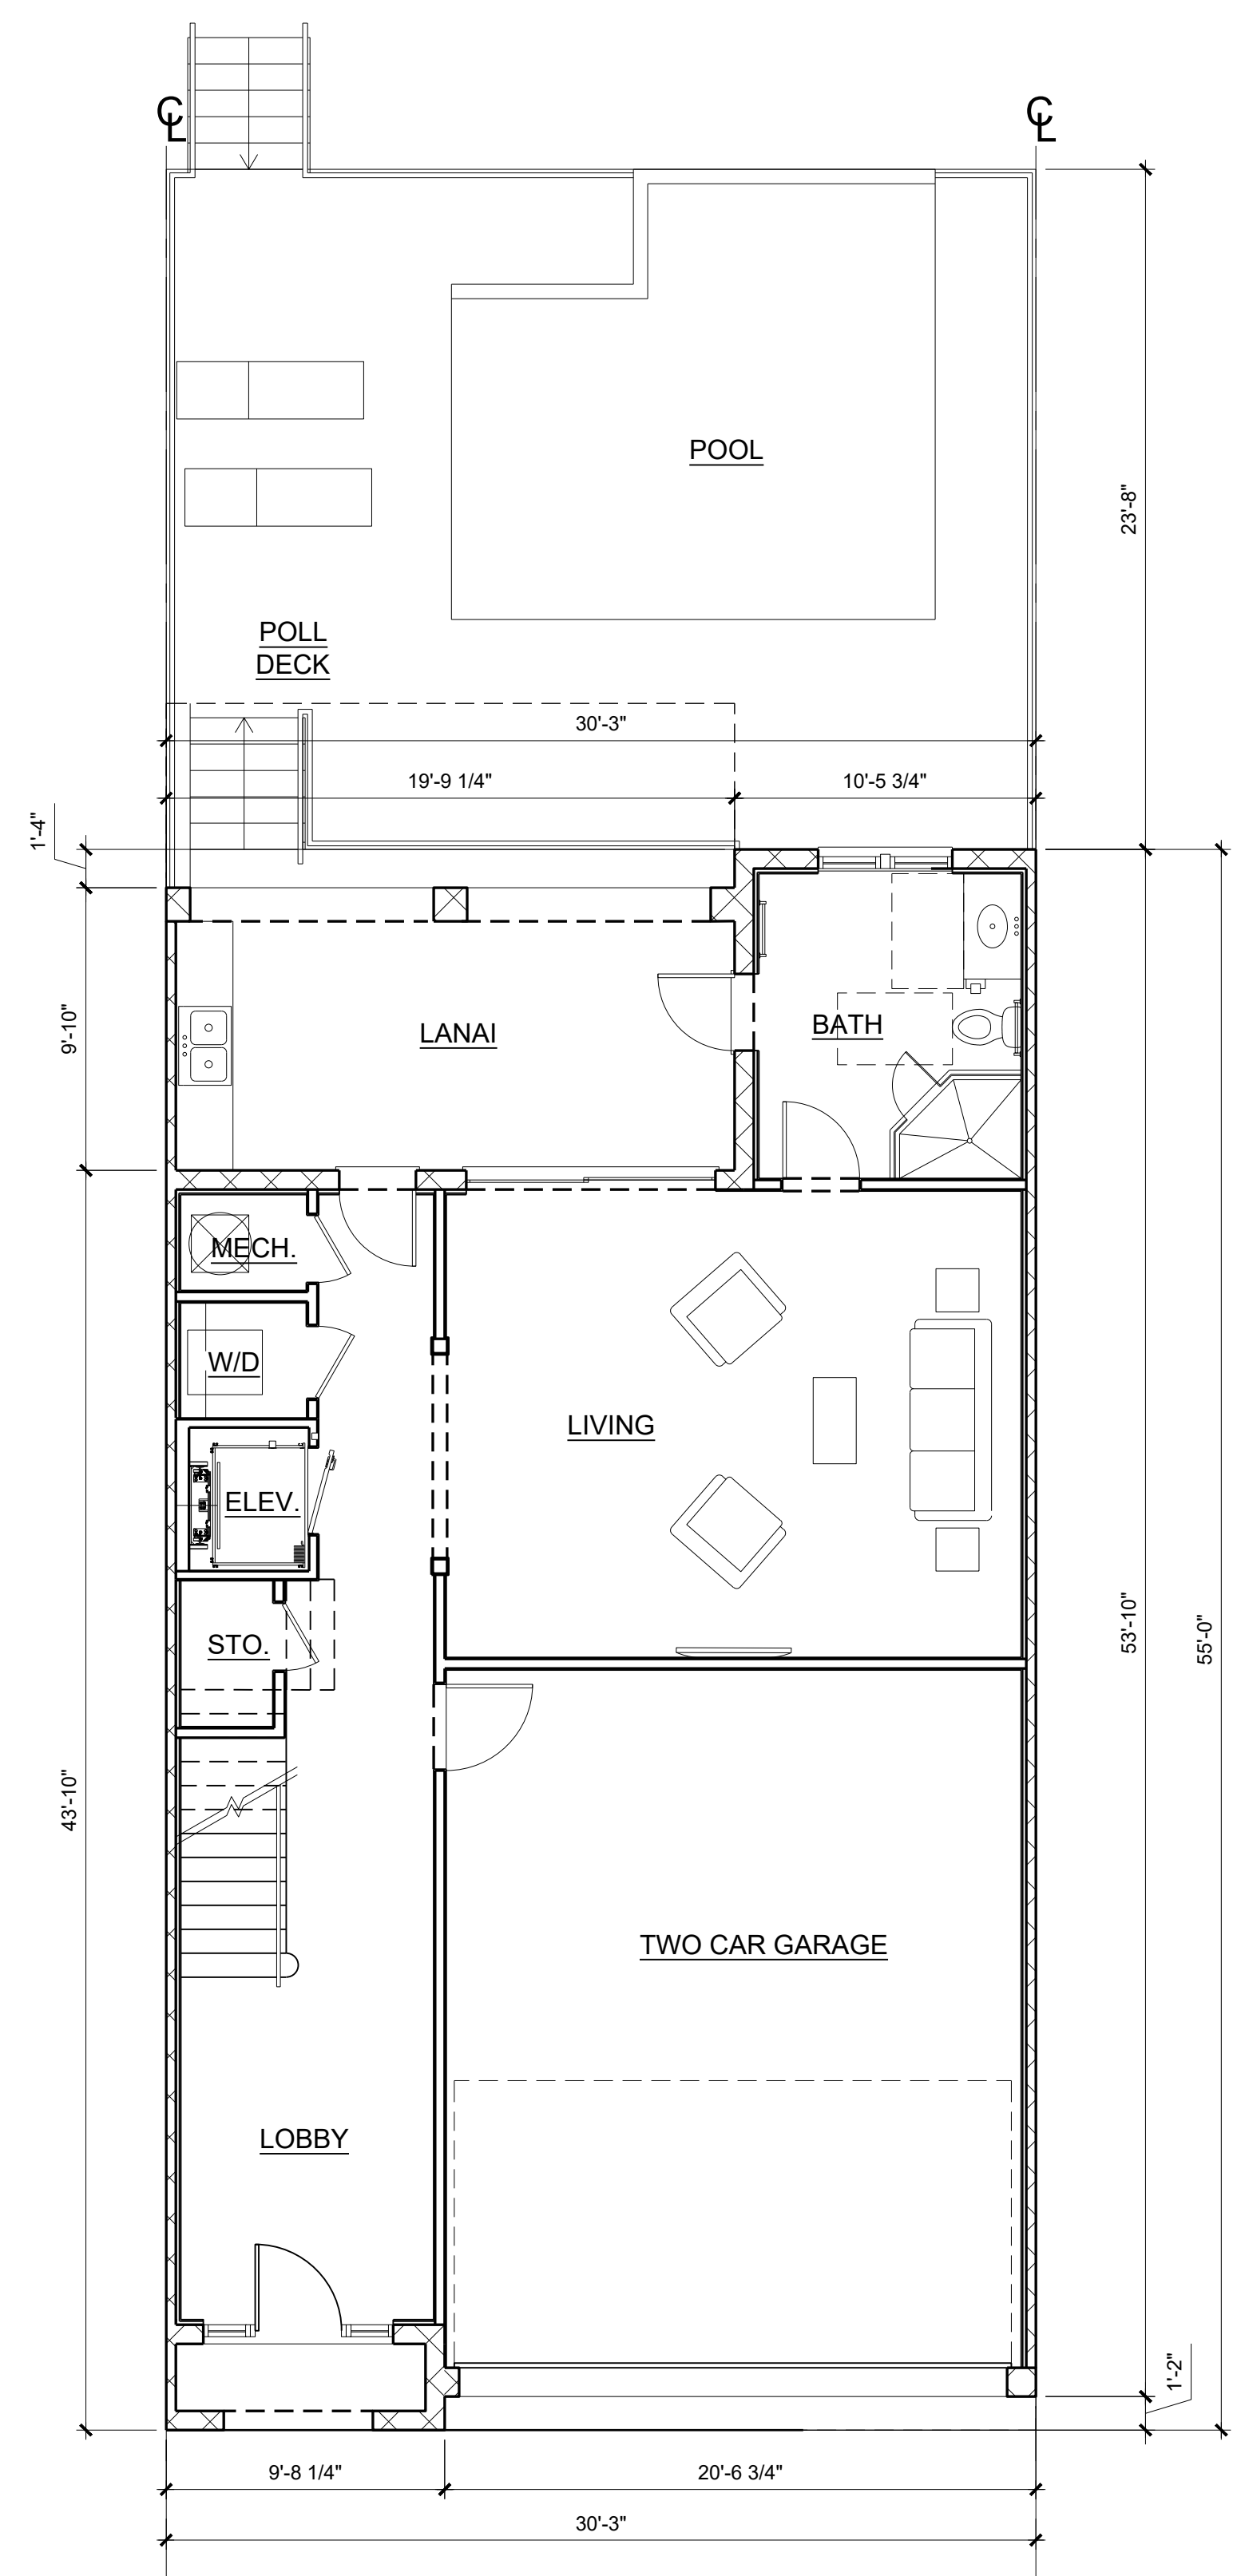 CL
CL
POOL
23'-8"
POLL
DECK
30'-3"
19'-9 1/4"
10'-5 3/4"
1'-4"
9'-10"
LANAI
BATH
MECH.
W/D
LIVING
ELEV.
53'-10"
55'-0"
STO.
43'-10"
TWO CAR GARAGE
LOBBY
1'-2"
9'-8 1/4"
20'-6 3/4"
30'-3"